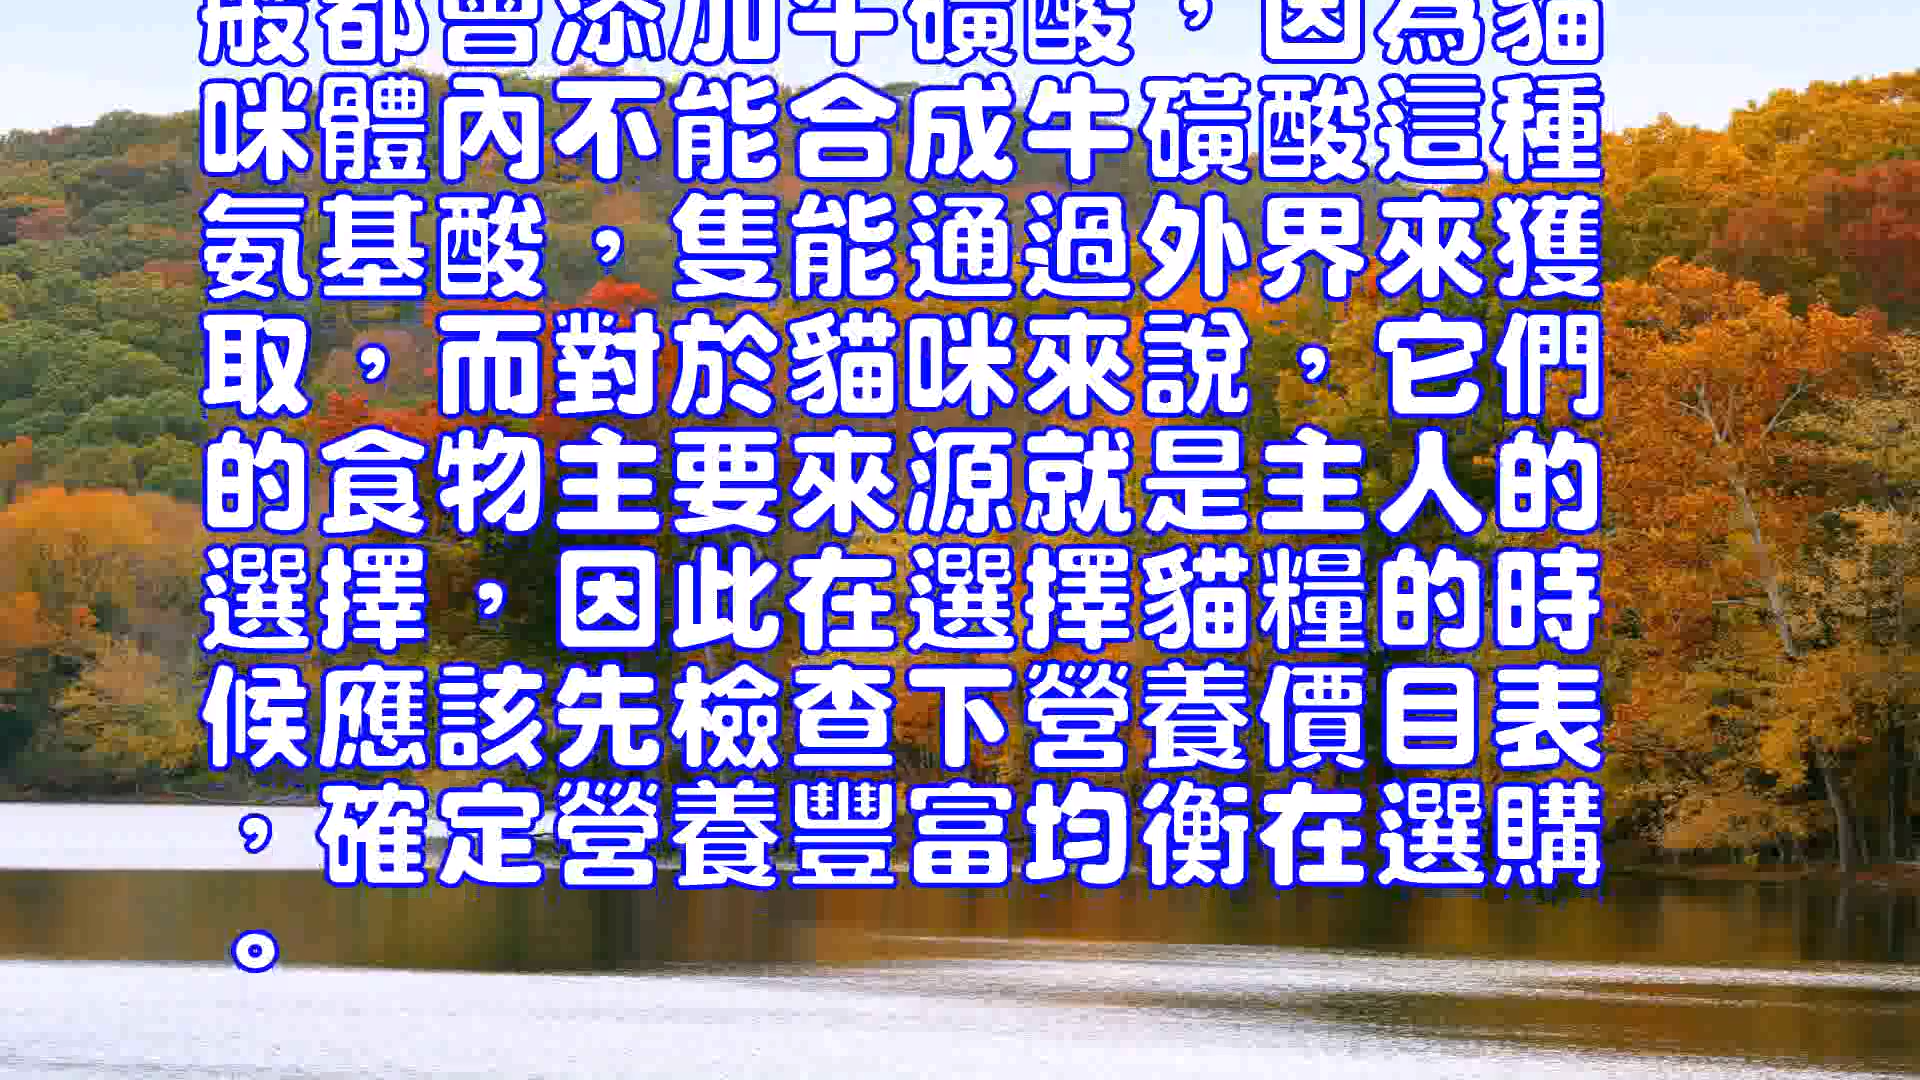 般都會添加牛磺酸，因為貓
咪體內不能合成牛磺酸這種
氨基酸，隻能通過外界來獲
取，而對於貓咪來說，它們
的食物主要來源就是主人的
選擇，因此在選擇貓糧的時
候應該先檢查下營養價目表
，確定營養豐富均衡在選購
。